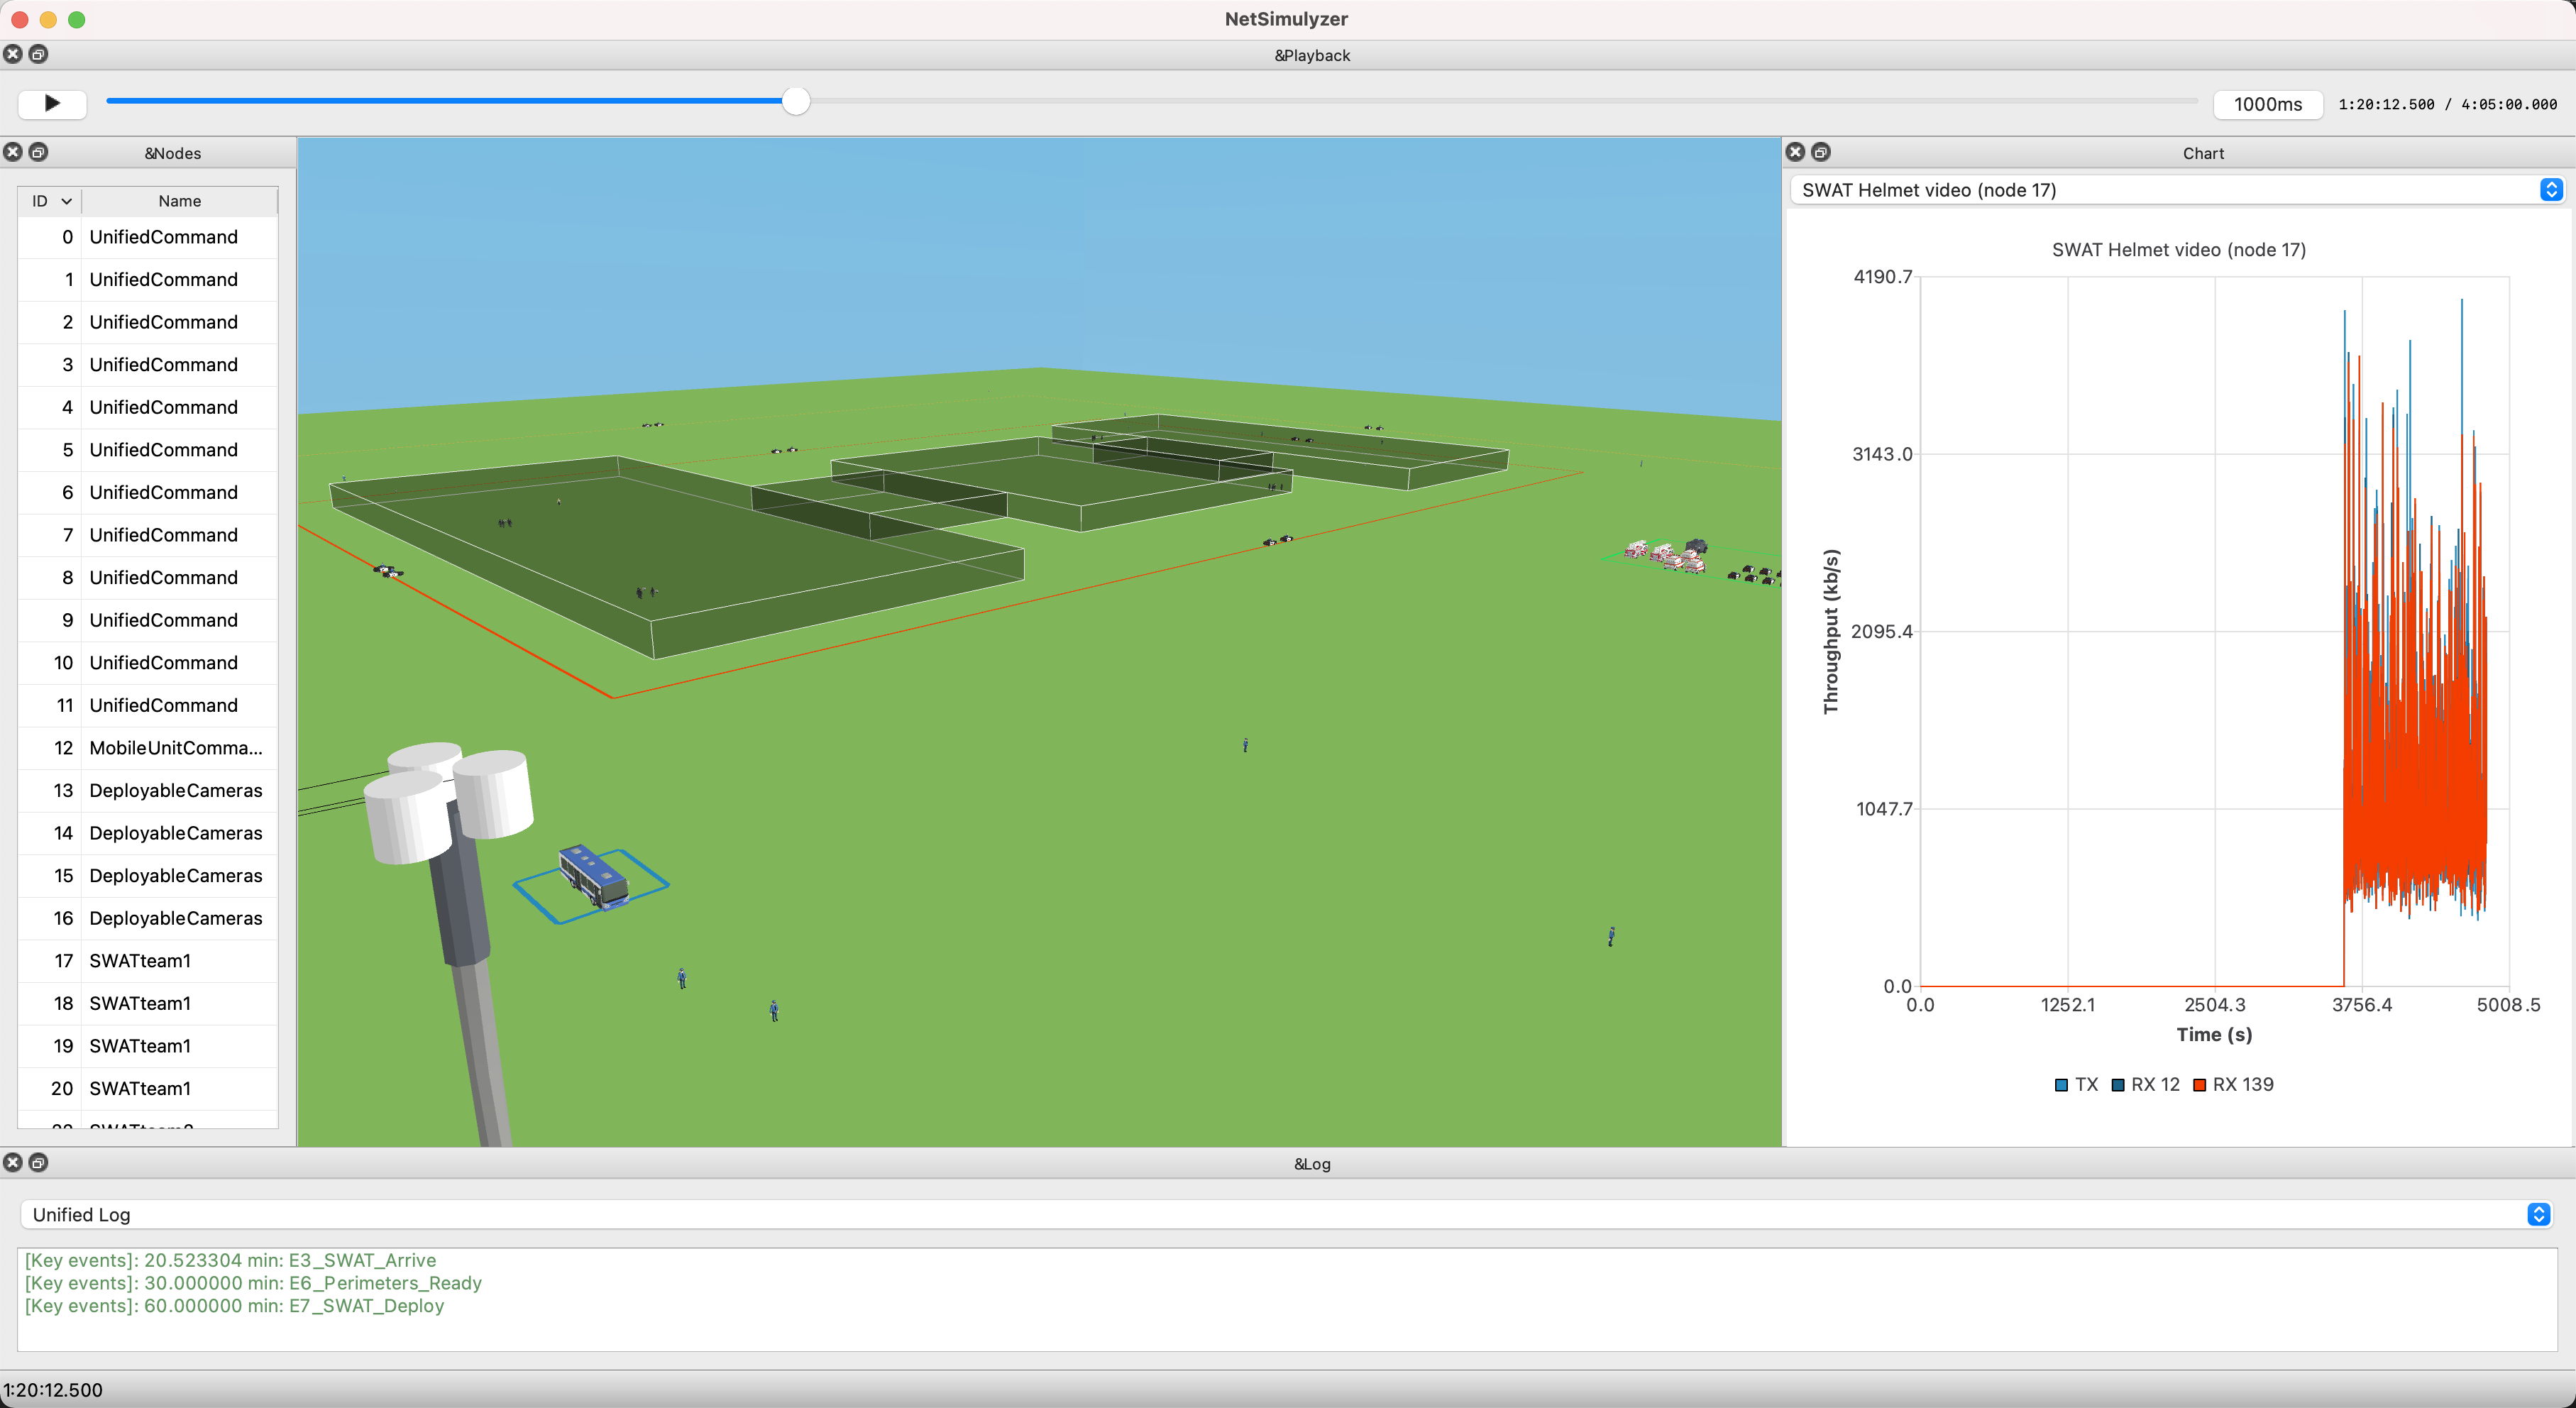 NetSimulyzer
&Playback
1000ms
1:20:12.500 / 4:05:00.000
&Nodes
ID Name
0 UnifiedCommand
1 UnifiedCommand
2 UnifiedCommand
3 UnifiedCommand
4 UnifiedCommand
5 UnifiedCommand
6 UnifiedCommand
7 UnifiedCommand
8 UnifiedCommand
9 UnifiedCommand
10 UnifiedCommand
11 UnifiedCommand
12 MobileUnitComma...
13 DeployableCameras
14 DeployableCameras
15 DeployableCameras
16 DeployableCameras
17 SWATteam1
18 SWATteam1
19 SWATteam1
20 SWATteam1
Chart
SWAT Helmet video (node 17)
SWAT Helmet video (node 17)
4190.7
3143.0
2095.4
1047.7
0.0
Throughput (kb/s)
0.0 1252.1 2504.3 3756.4 5008.5
Time (s)
TX RX 12 RX 139
&Log
Unified Log
[Key events]: 20.523304 min: E3_SWAT_Arrive
[Key events]: 30.000000 min: E6_Perimeters_Ready
[Key events]: 60.000000 min: E7_SWAT_Deploy
1:20:12.500